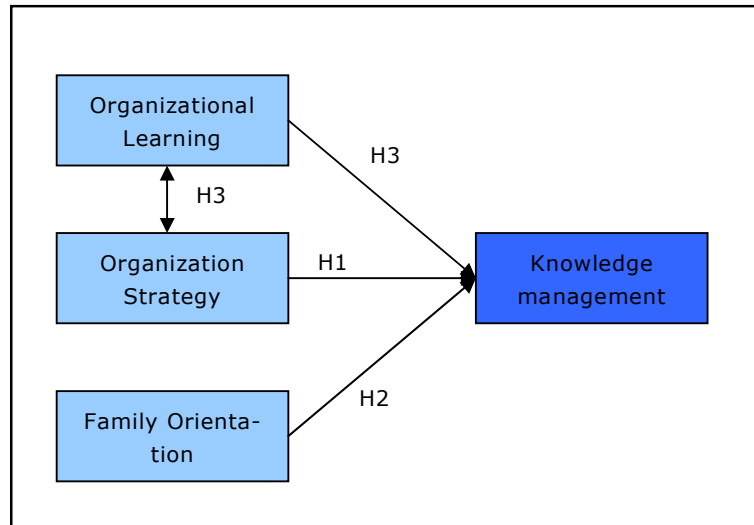 Organizational
Learning
H3
H3
Organization
Strategy
H1
Knowledge
management
H2
Family Orienta-
tion